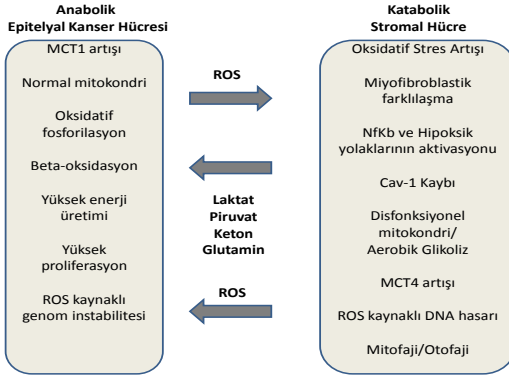 Anabolik
Epitelyal Kanser Hücresi
MCT1 artışı
Normal mitokondri
Oksidatif
fosforilasyon
Beta-oksidasyon
Yüksek enerji
üretimi
Yüksek
proliferasyon
ROS kaynaklı
genom instabilitesi
ROS
Laktat
Piruvat
Keton
Glutamin
ROS
Katabolik
Stromal Hücre
Oksidatif Stres Artışı
Miyofibroblastik
farklılaşma
NfKb ve Hipoksik
yolaklarının aktivasyonu
Cav-1 Kaybı
Disfonksiyonel
mitokondri/
Aerobik Glikoliz
MCT4 artışı
ROS kaynaklı DNA hasarı
Mitofaji/Otofaji